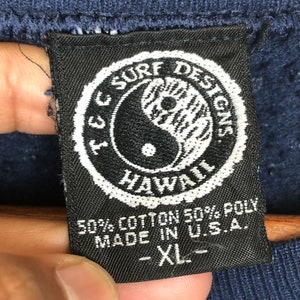 T&C SURF DESIGNS.
HAWAII
50% COTTON 50% POLY
MADE IN U.S.A.
- XL -